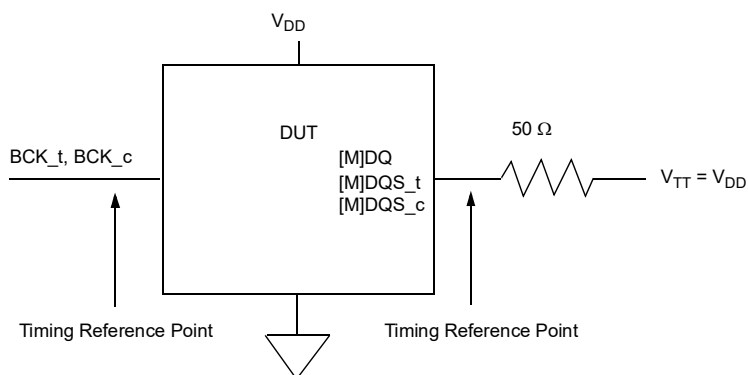 V_DD
DUT
50 Ω
BCK_t, BCK_c
[M]DQ
[M]DQS_t
[M]DQS_c
V_TT = V_DD
Timing Reference Point
Timing Reference Point